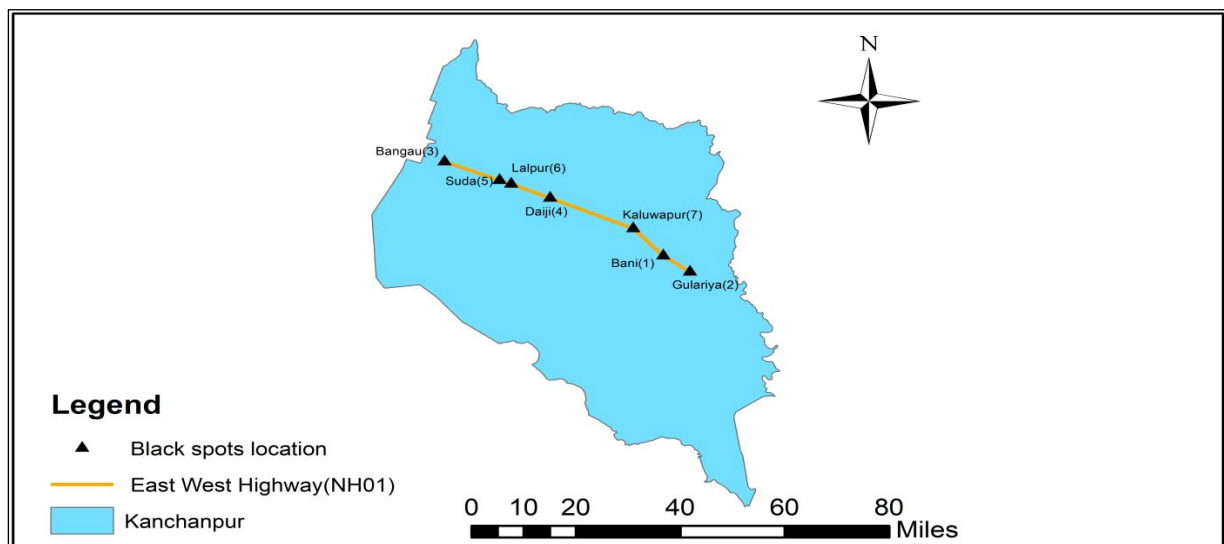 N
Bangau(3)
Lalpur(6)
Suda(5)
Daiji(4)
Kaluwapur(7)
Bani(1)
Gulariya(2)
Legend
Black spots location
East West Highway(NH01)
Kanchanpur
0 10 20 40 60 80
Miles